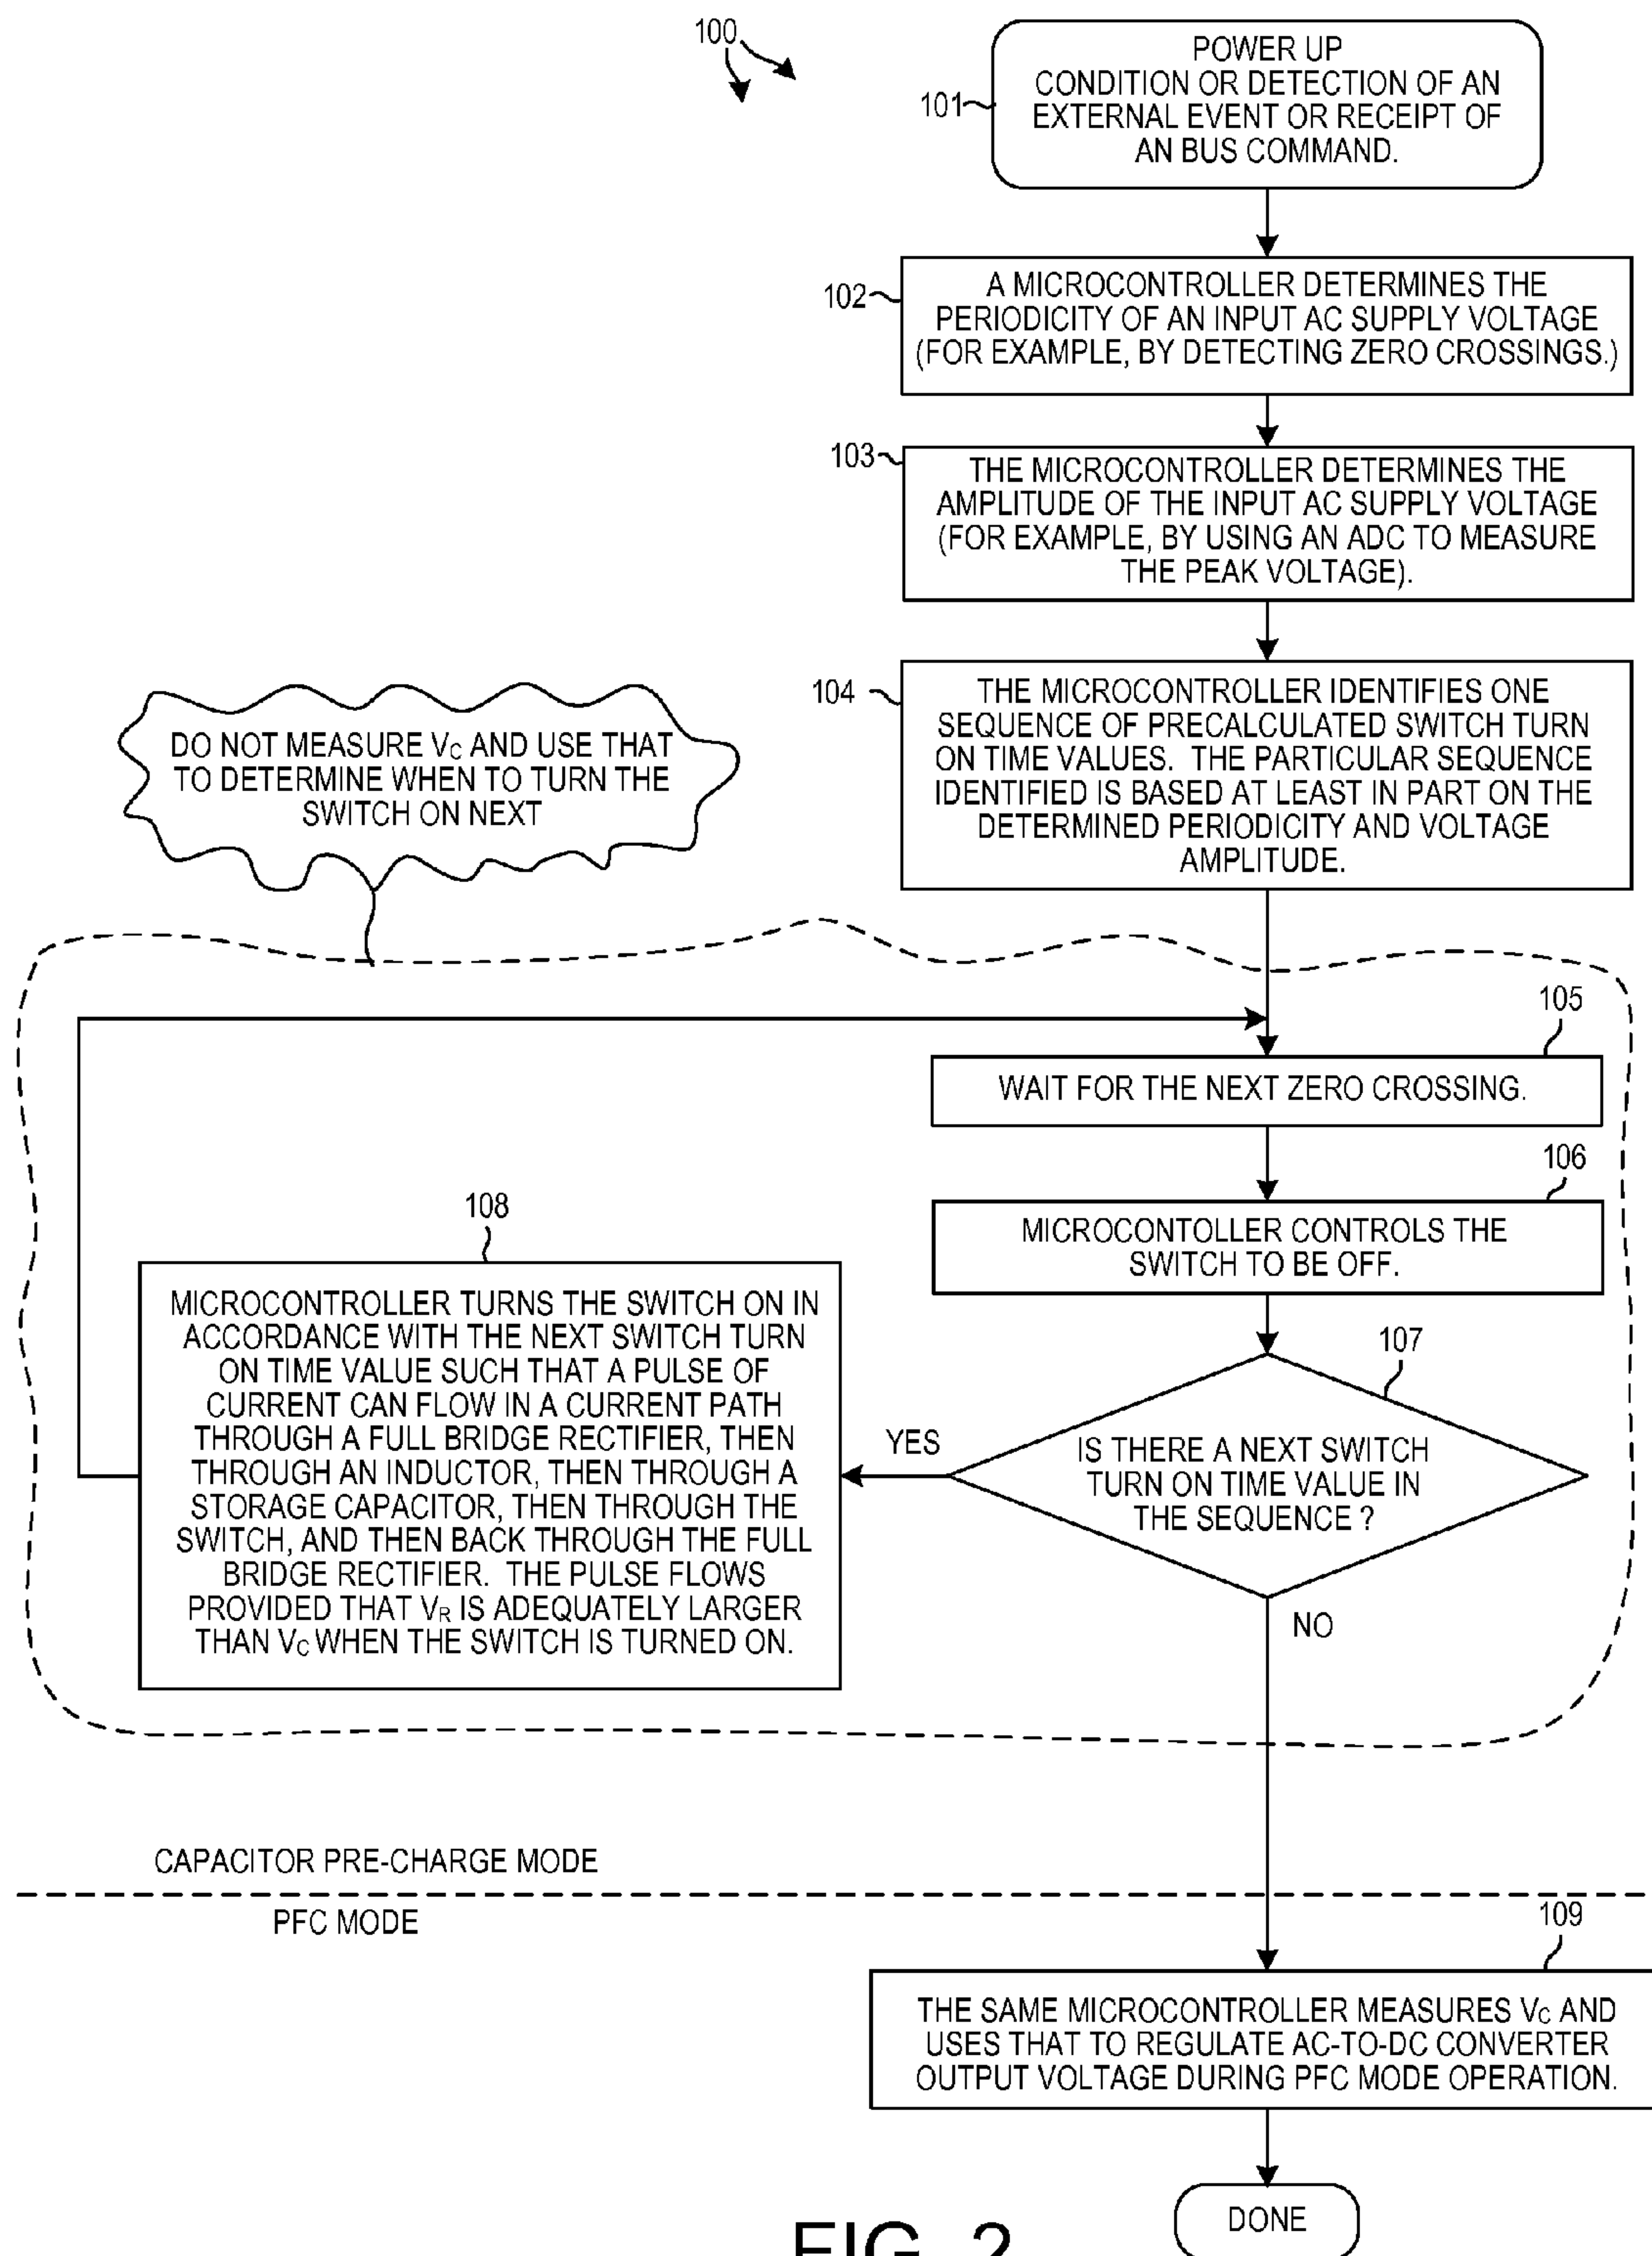 100
101
POWER UP
CONDITION OR DETECTION OF AN
EXTERNAL EVENT OR RECEIPT OF
AN BUS COMMAND.
102
A MICROCONTROLLER DETERMINES THE
PERIODICITY OF AN INPUT AC SUPPLY VOLTAGE
(FOR EXAMPLE, BY DETECTING ZERO CROSSINGS.)
103
THE MICROCONTROLLER DETERMINES THE
AMPLITUDE OF THE INPUT AC SUPPLY VOLTAGE
(FOR EXAMPLE, BY USING AN ADC TO MEASURE
THE PEAK VOLTAGE).
104
THE MICROCONTROLLER IDENTIFIES ONE
SEQUENCE OF PRECALCULATED SWITCH TURN
ON TIME VALUES. THE PARTICULAR SEQUENCE
IDENTIFIED IS BASED AT LEAST IN PART ON THE
DETERMINED PERIODICITY AND VOLTAGE
AMPLITUDE.
DO NOT MEASURE VC AND USE THAT
TO DETERMINE WHEN TO TURN THE
SWITCH ON NEXT
105
WAIT FOR THE NEXT ZERO CROSSING.
106
MICROCONTOLLER CONTROLS THE
SWITCH TO BE OFF.
107
IS THERE A NEXT SWITCH
TURN ON TIME VALUE IN
THE SEQUENCE ?
YES
NO
108
MICROCONTROLLER TURNS THE SWITCH ON IN
ACCORDANCE WITH THE NEXT SWITCH TURN
ON TIME VALUE SUCH THAT A PULSE OF
CURRENT CAN FLOW IN A CURRENT PATH
THROUGH A FULL BRIDGE RECTIFIER, THEN
THROUGH AN INDUCTOR, THEN THROUGH A
STORAGE CAPACITOR, THEN THROUGH THE
SWITCH, AND THEN BACK THROUGH THE FULL
BRIDGE RECTIFIER. THE PULSE FLOWS
PROVIDED THAT VR IS ADEQUATELY LARGER
THAN VC WHEN THE SWITCH IS TURNED ON.
CAPACITOR PRE-CHARGE MODE
PFC MODE
109
THE SAME MICROCONTROLLER MEASURES VC AND
USES THAT TO REGULATE AC-TO-DC CONVERTER
OUTPUT VOLTAGE DURING PFC MODE OPERATION.
DONE
FIG. 2